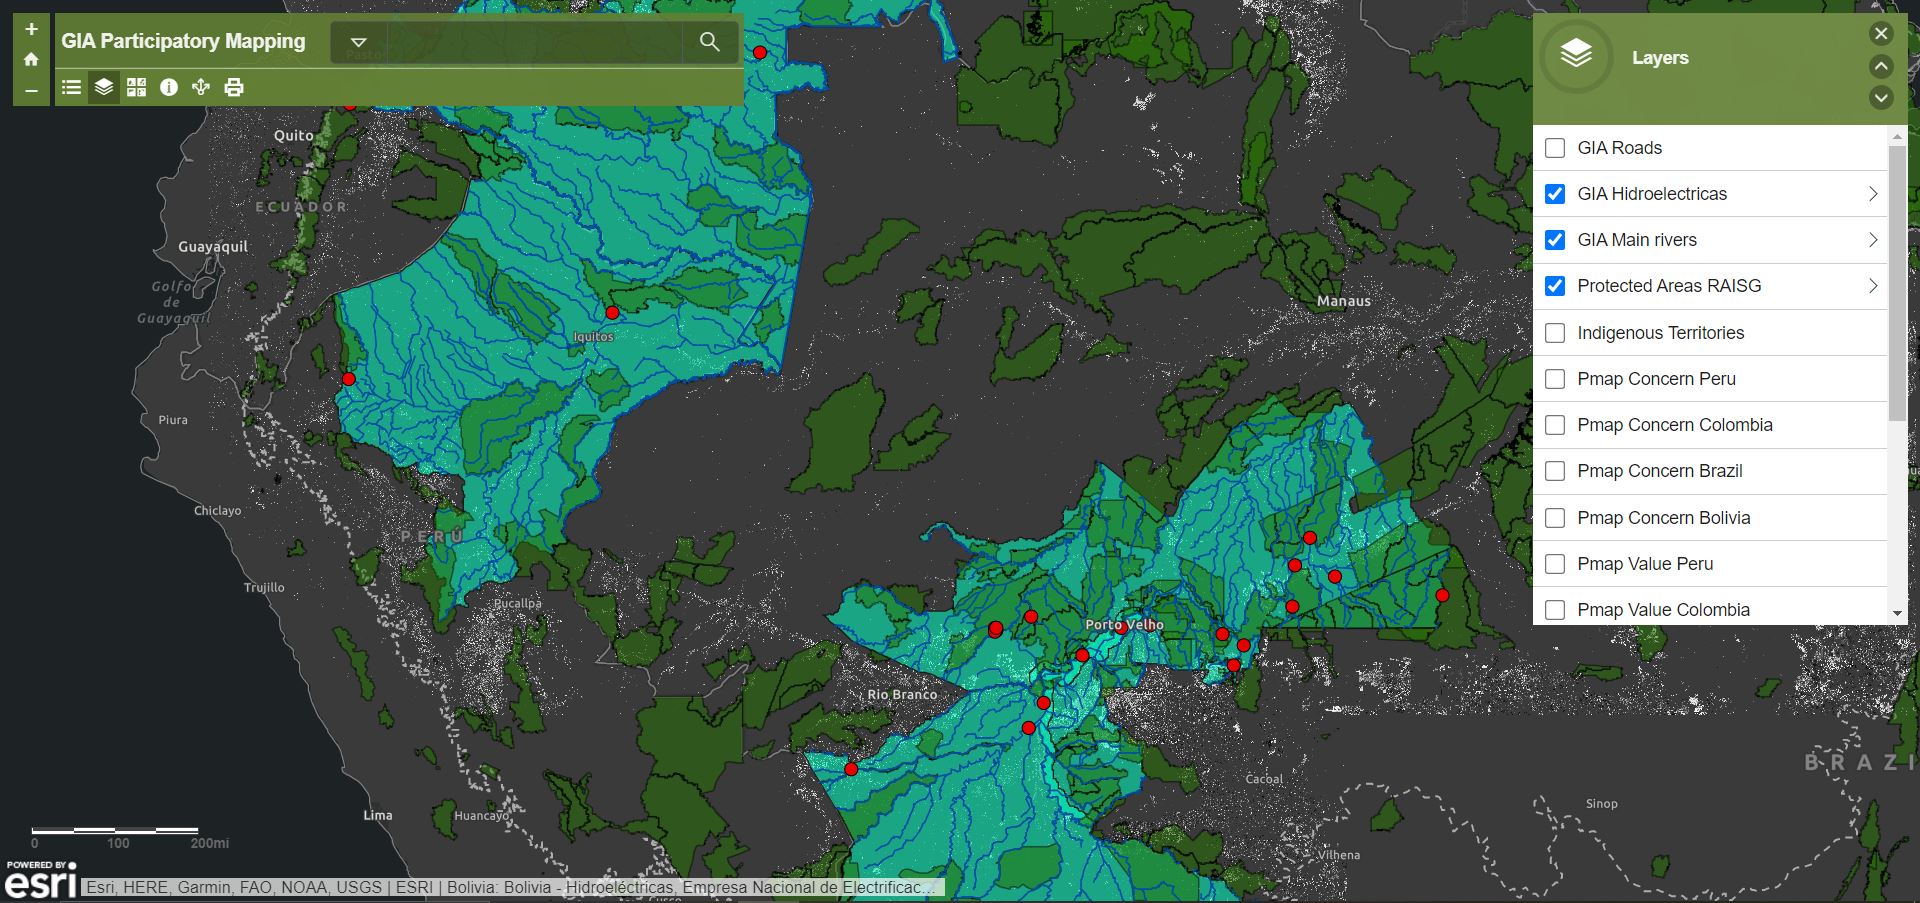 GIA Participatory Mapping
Pasto
Quito
ECUADOR
Guayaquil
Golfo
de
Guayaquil
Iquitos
Manaus
Piura
Chiclayo
PERÚ
Trujillo
Pucallpa
Porto Velho
Rio Branco
Cacoal
BRAZI
Sinop
Lima
Huancayo
Vilhena
0 100 200mi
POWERED BY
esri
Esri, HERE, Garmin, FAO, NOAA, USGS | ESRI | Bolivia: Bolivia - Hidroeléctricas, Empresa Nacional de Electrificac...
Cusco
Layers
GIA Roads
GIA Hidroelectricas
GIA Main rivers
Protected Areas RAISG
Indigenous Territories
Pmap Concern Peru
Pmap Concern Colombia
Pmap Concern Brazil
Pmap Concern Bolivia
Pmap Value Peru
Pmap Value Colombia